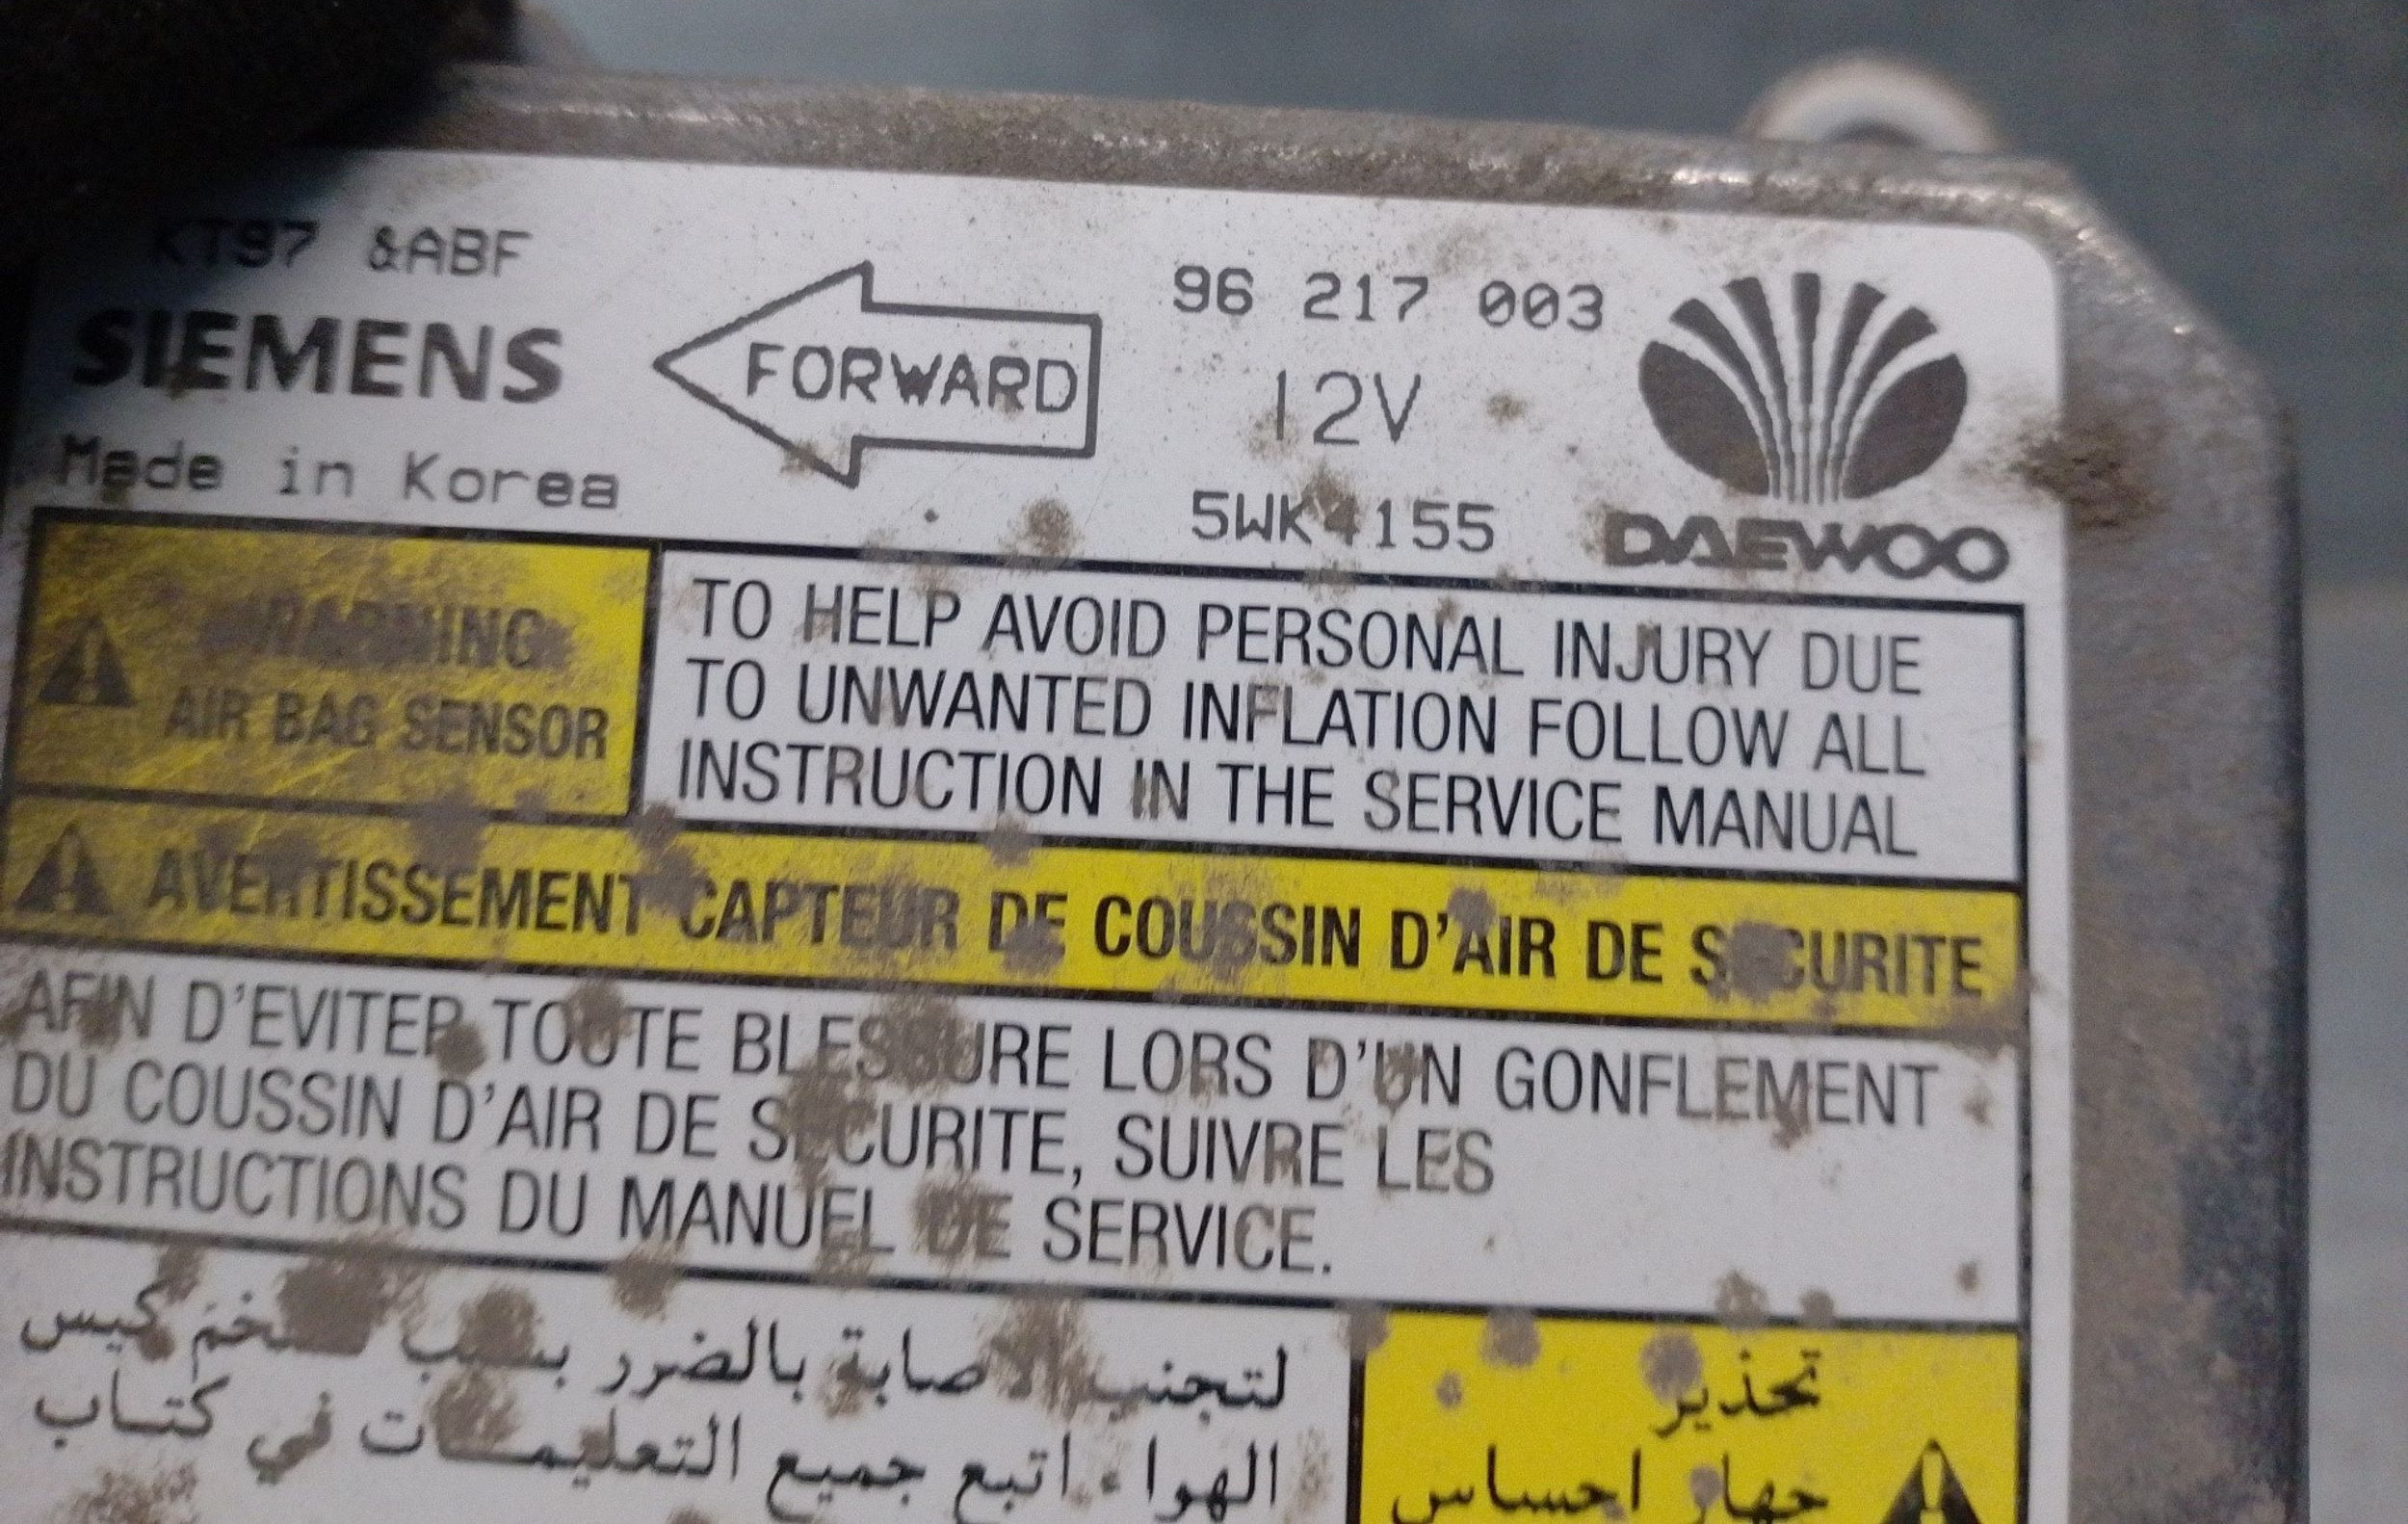 KT97 &ABF
SIEMENS
Made in Korea
FORWARD
96 217 003
12V
5WK4155
DAEWOO
WARNING
AIR BAG SENSOR
TO HELP AVOID PERSONAL INJURY DUE
TO UNWANTED INFLATION FOLLOW ALL
INSTRUCTION IN THE SERVICE MANUAL
AVERTISSEMENT CAPTEUR DE COUSSIN D'AIR DE SECURITE
AFIN D'EVITER TOUTE BLESSURE LORS D'UN GONFLEMENT
DU COUSSIN D'AIR DE SECURITE, SUIVRE LES
INSTRUCTIONS DU MANUEL DE SERVICE.
لتجنب الاصابة بالضرر بسبب تضخم كيس
الهواء اتبع جميع التعليمات في كتاب
تحذير
جهاز احساس